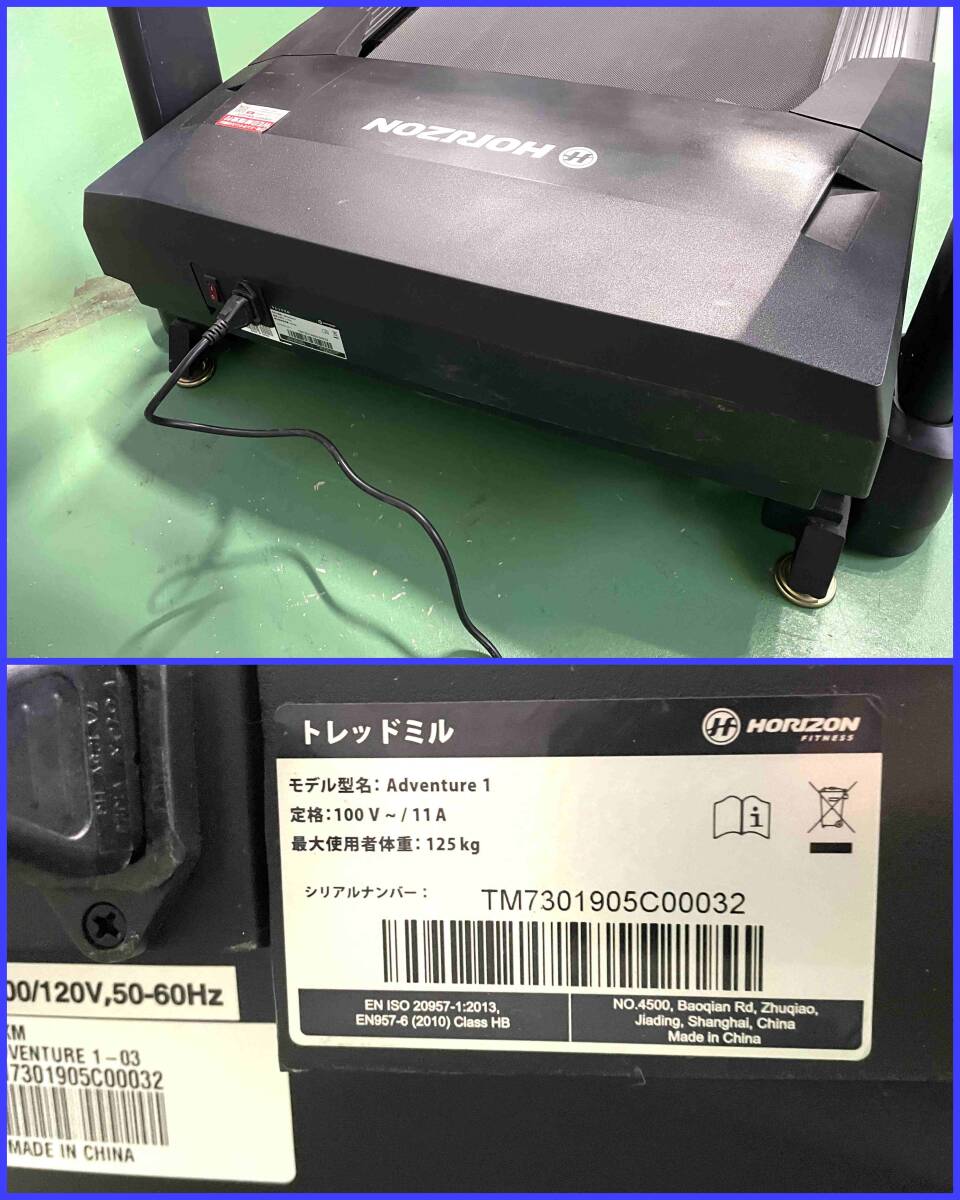 HORIZON
トレッドミル
HORIZON
FITNESS
モデル型名: Adventure 1
定格:100 V ~ / 11 A
最大使用者体重: 125 kg
シリアルナンバー:
TM7301905C00032
EN ISO 20957-1:2013,
EN957-6 (2010) Class HB
NO.4500, Baoqian Rd, Zhuqiao,
Jiading, Shanghai, China
Made in China
00/120V,50-60Hz
KM
VENTURE 1-03
7301905C00032
MADE IN CHINA